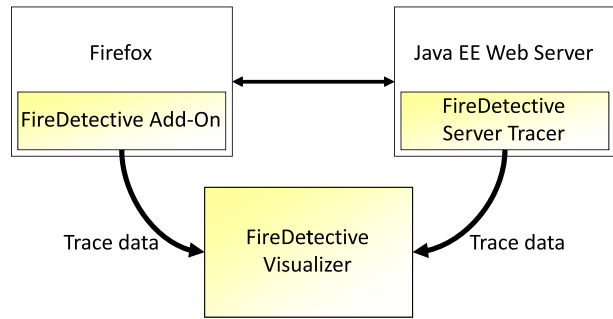 Firefox
Java EE Web Server
FireDetective Add-On
FireDetective
Server Tracer
Trace data
FireDetective
Visualizer
Trace data